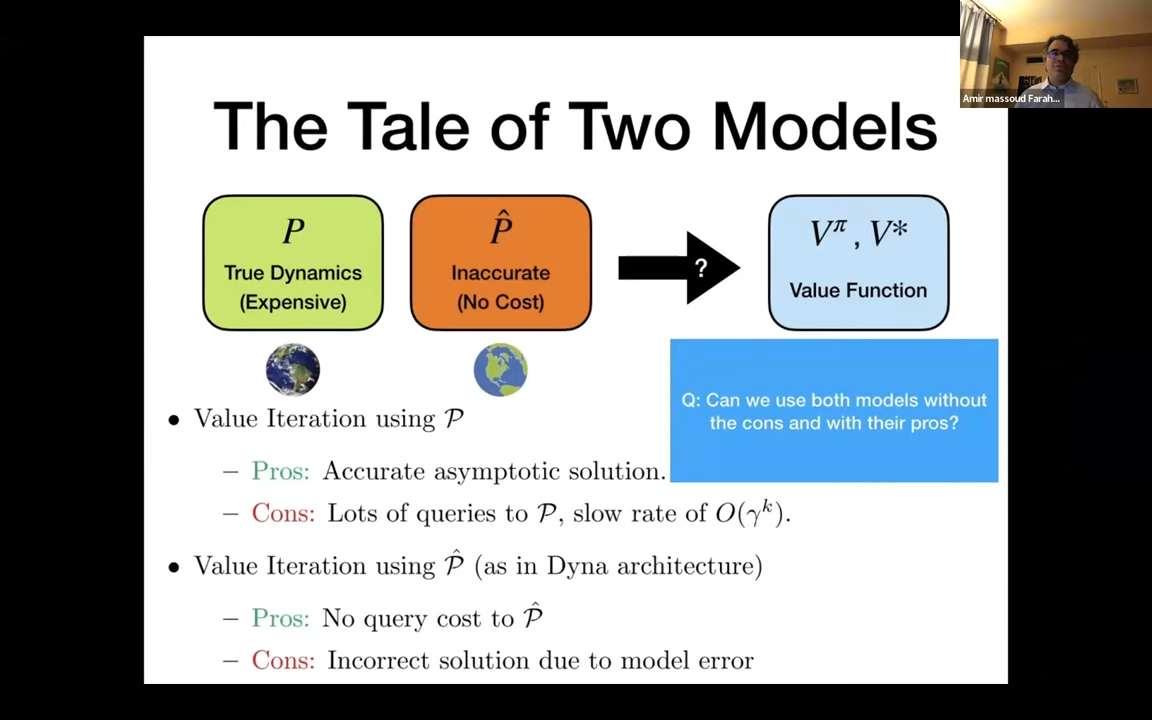 Amir massoud Farah...
The Tale of Two Models
P
True Dynamics
(Expensive)
P̂
Inaccurate
(No Cost)
?
V^π , V*
Value Function
Q: Can we use both models without
the cons and with their pros?
• Value Iteration using 𝒫
– Pros: Accurate asymptotic solution.
– Cons: Lots of queries to 𝒫, slow rate of O(γ^k).
• Value Iteration using 𝒫̂ (as in Dyna architecture)
– Pros: No query cost to 𝒫̂
– Cons: Incorrect solution due to model error